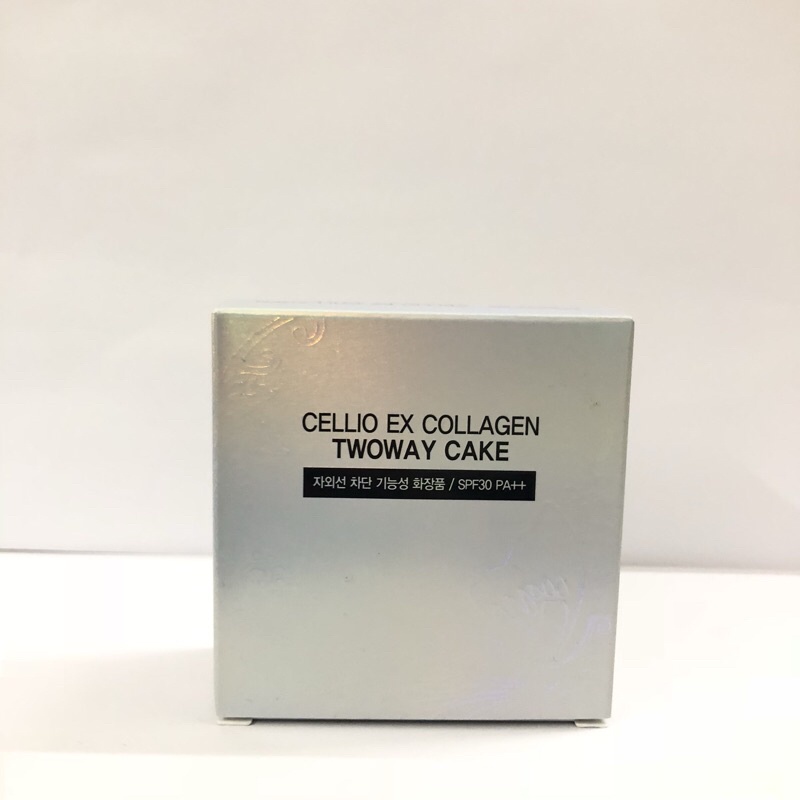 CELLIO EX COLLAGEN
TWOWAY CAKE
자외선 차단 기능성 화장품 / SPF30 PA++